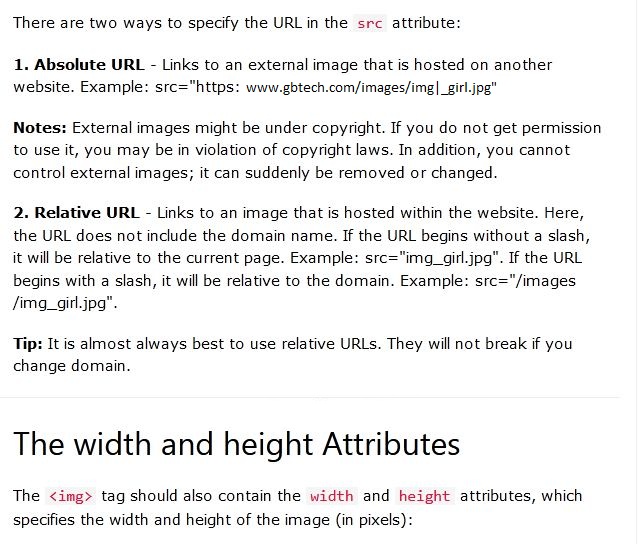 There are two ways to specify the URL in the src attribute:
1. Absolute URL - Links to an external image that is hosted on another
website. Example: src="https: www.gbtech.com/images/img|_girl.jpg"
Notes: External images might be under copyright. If you do not get permission
to use it, you may be in violation of copyright laws. In addition, you cannot
control external images; it can suddenly be removed or changed.
2. Relative URL - Links to an image that is hosted within the website. Here,
the URL does not include the domain name. If the URL begins without a slash,
it will be relative to the current page. Example: src="img_girl.jpg". If the URL
begins with a slash, it will be relative to the domain. Example: src="/images
/img_girl.jpg".
Tip: It is almost always best to use relative URLs. They will not break if you
change domain.
The width and height Attributes
The <img> tag should also contain the width and height attributes, which
specifies the width and height of the image (in pixels):